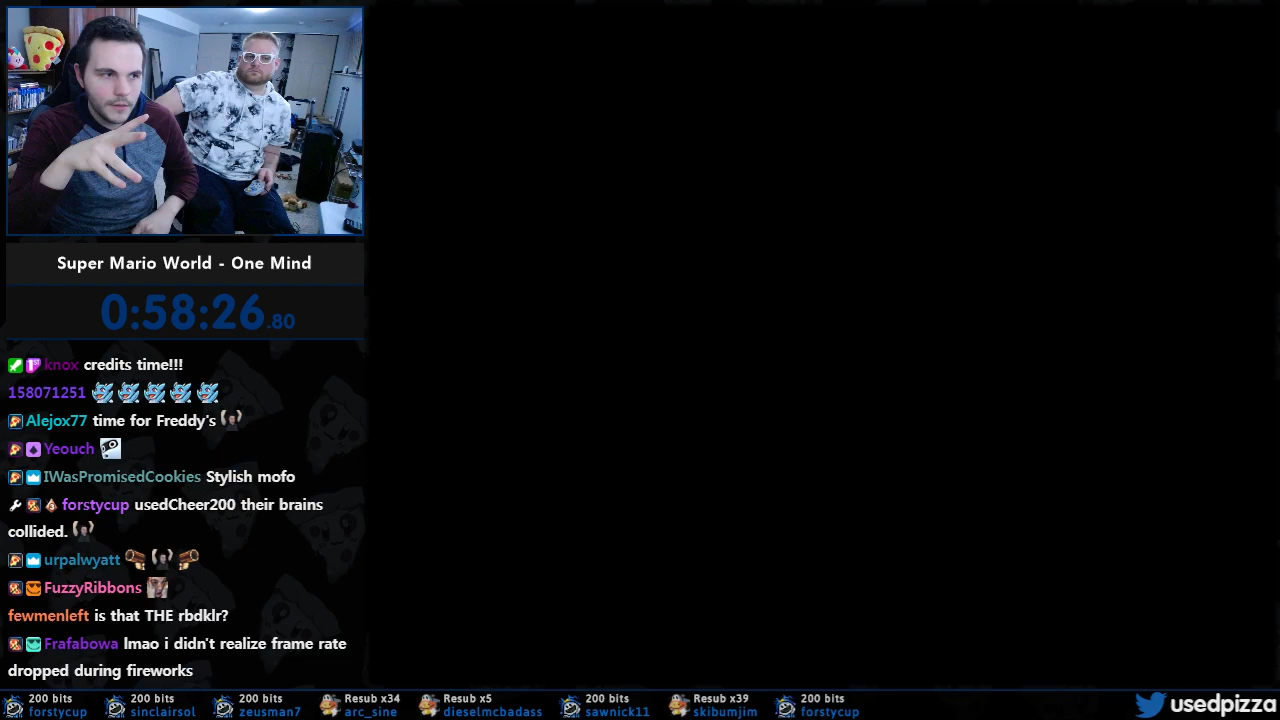 Super Mario World - One Mind
0:58:26.80
knox credits time!!!
158071251
Alejox77 time for Freddy's
Yeouch
IWasPromisedCookies Stylish mofo
forstycup usedCheer200 their brains
collided.
urpalwyatt
FuzzyRibbons
fewmenleft is that THE rbdklr?
Frafabowa lmao i didn't realize frame rate
dropped during fireworks
200 bits 200 bits 200 bits Resub x34 Resub x5 200 bits Resub x39 200 bits
forstycup sinclairsol zeusman7 arc_sine dieselmcbadass sawnick11 skibumjim forstycup
usedpizza